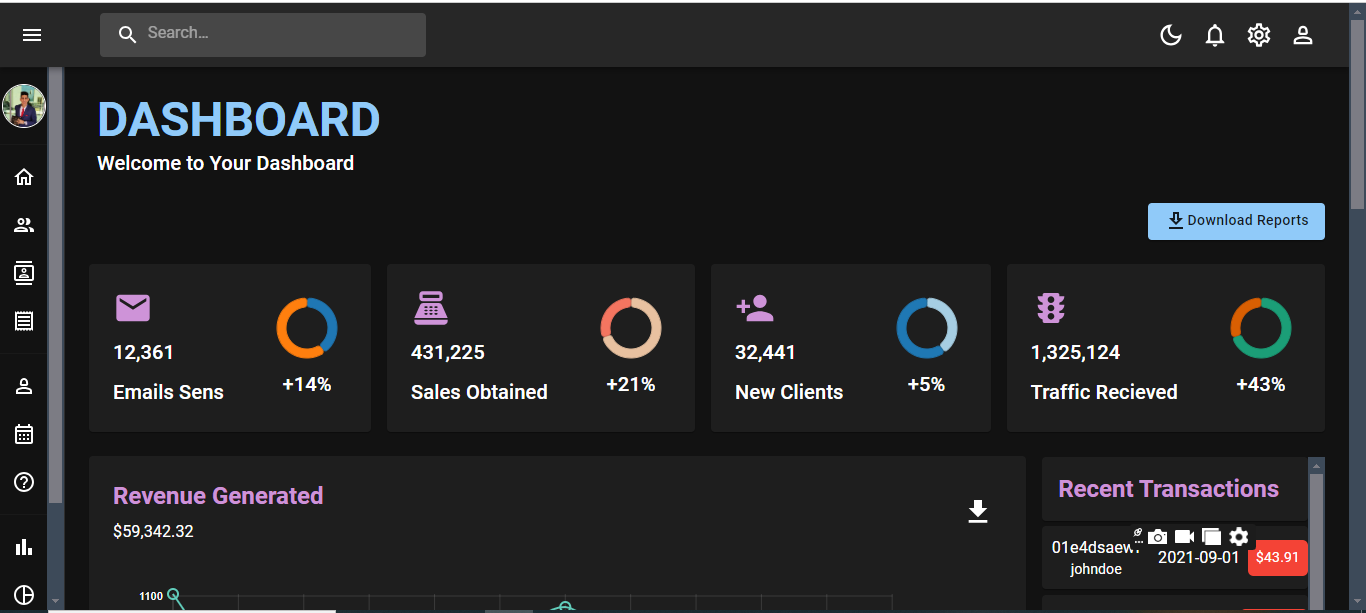 Search...
DASHBOARD
Welcome to Your Dashboard
Download Reports
12,361
Emails Sens
+14%
431,225
Sales Obtained
+21%
32,441
New Clients
+5%
1,325,124
Traffic Recieved
+43%
Revenue Generated
$59,342.32
1100
Recent Transactions
johndoe
2021-09-01
$43.91